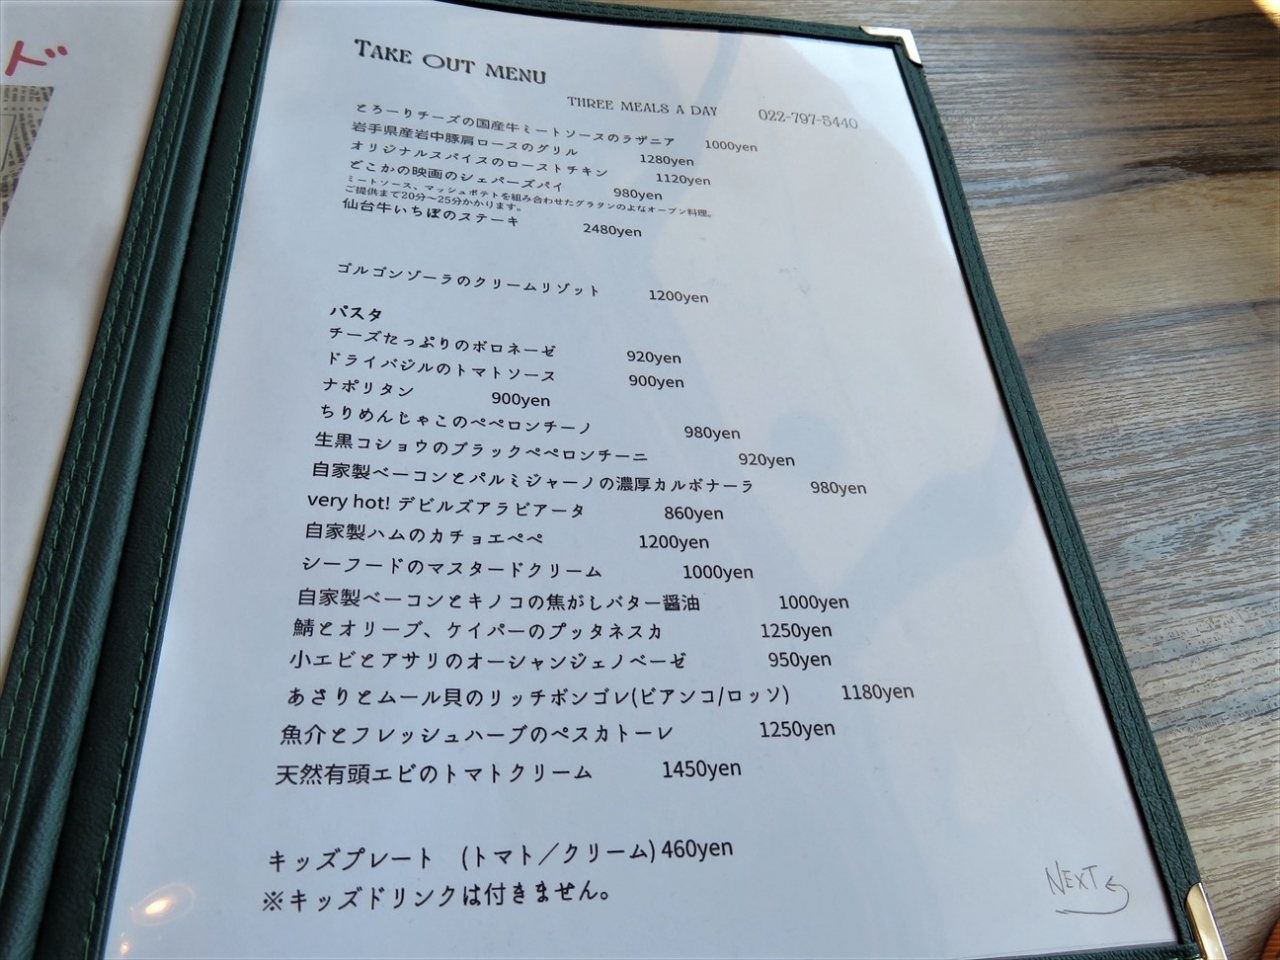 ド
TAKE OUT MENU
THREE MEALS A DAY 022-797-5440
とろーりチーズの国産牛ミートソースのラザニア 1000yen
岩手県産岩中豚肩ロースのグリル 1280yen
オリジナルスパイスのローストチキン 1120yen
どこかの映画のシェパーズパイ 980yen
ミートソース、マッシュポテトを組み合わせたグラタンのよなオーブン料理。
ご提供まで20分〜25分かかります。
仙台牛いちぼのステーキ 2480yen
ゴルゴンゾーラのクリームリゾット 1200yen
パスタ
チーズたっぷりのボロネーゼ 920yen
ドライバジルのトマトソース 900yen
ナポリタン 900yen
ちりめんじゃこのペペロンチーノ 980yen
生黒コショウのブラックペペロンチーニ 920yen
自家製ベーコンとパルミジャーノの濃厚カルボナーラ 980yen
very hot! デビルズアラビアータ 860yen
自家製ハムのカチョエペペ 1200yen
シーフードのマスタードクリーム 1000yen
自家製ベーコンとキノコの焦がしバター醤油 1000yen
鯖とオリーブ、ケイパーのプッタネスカ 1250yen
小エビとアサリのオーシャンジェノベーゼ 950yen
あさりとムール貝のリッチボンゴレ(ビアンコ/ロッソ) 1180yen
魚介とフレッシュハーブのペスカトーレ 1250yen
天然有頭エビのトマトクリーム 1450yen
キッズプレート (トマト／クリーム) 460yen
※キッズドリンクは付きません。
NEXT